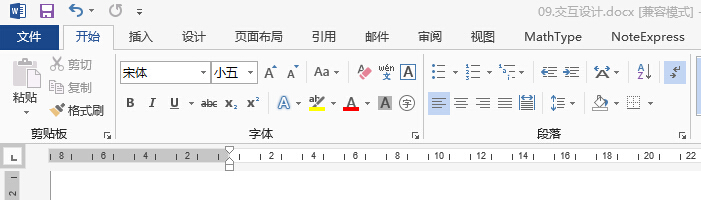 09.交互设计.docx [兼容模式] -
文件 开始 插入 设计 页面布局 引用 邮件 审阅 视图 MathType NoteExpress
粘贴 剪切 复制 格式刷
宋体 小五 A A Aa wén 文 A
B I U abc x₂ x² A ab A A 字
A Z
剪贴板 字体 段落
L 8 6 4 2 2 4 6 8 10 12 14 16 18 20 22
2